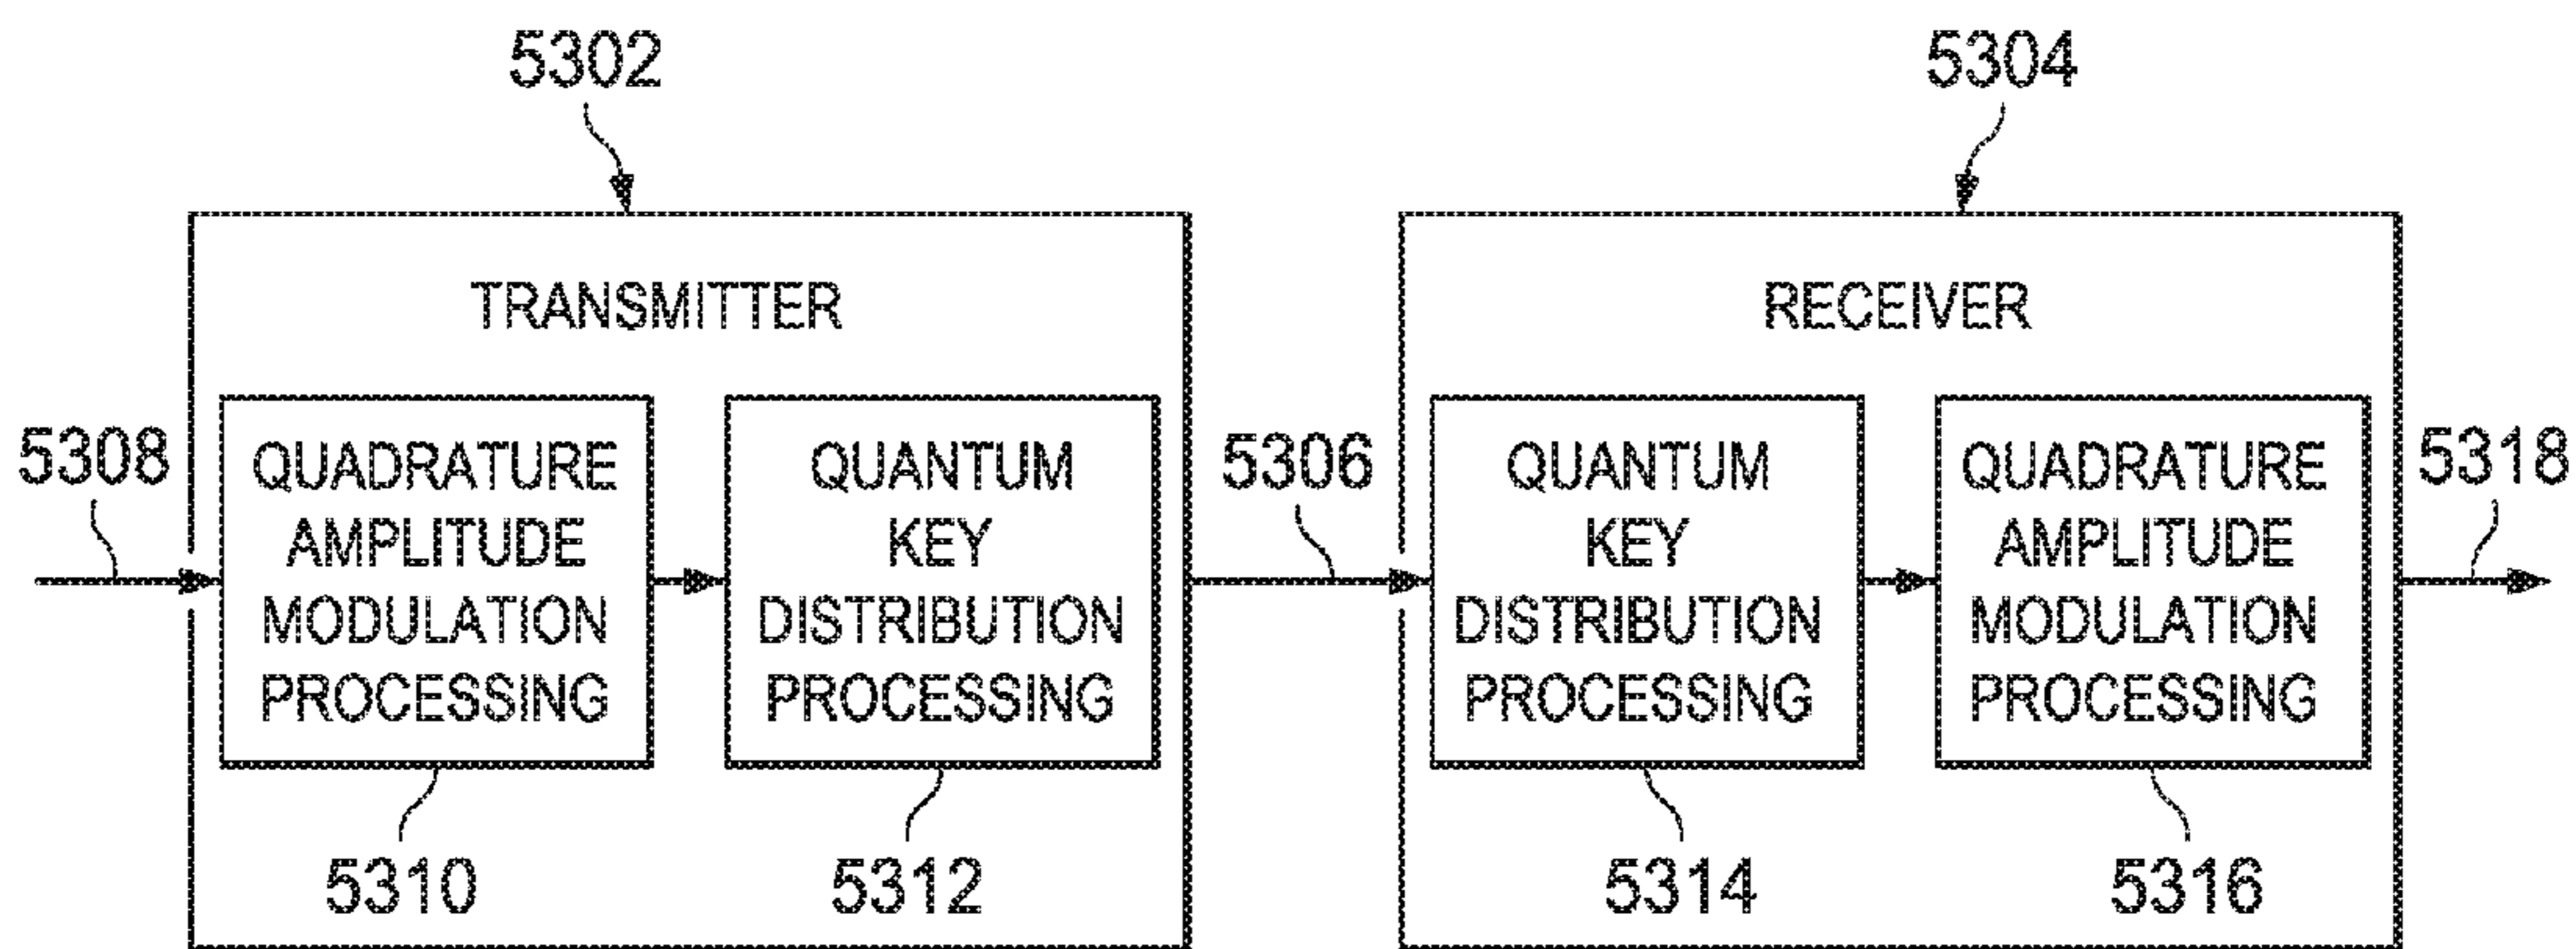 5302
5304
TRANSMITTER
RECEIVER
5308
QUADRATURE
AMPLITUDE
MODULATION
PROCESSING
QUANTUM
KEY
DISTRIBUTION
PROCESSING
5306
QUANTUM
KEY
DISTRIBUTION
PROCESSING
QUADRATURE
AMPLITUDE
MODULATION
PROCESSING
5318
5310
5312
5314
5316